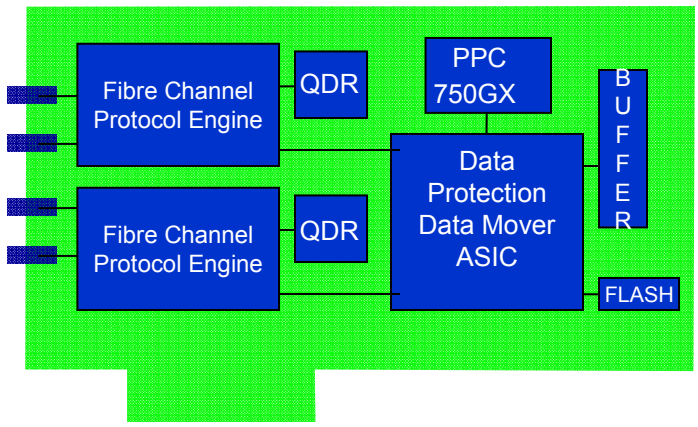 Fibre Channel
Protocol Engine
QDR
PPC
750GX
B
U
F
F
E
R
Data
Protection
Data Mover
ASIC
Fibre Channel
Protocol Engine
QDR
FLASH